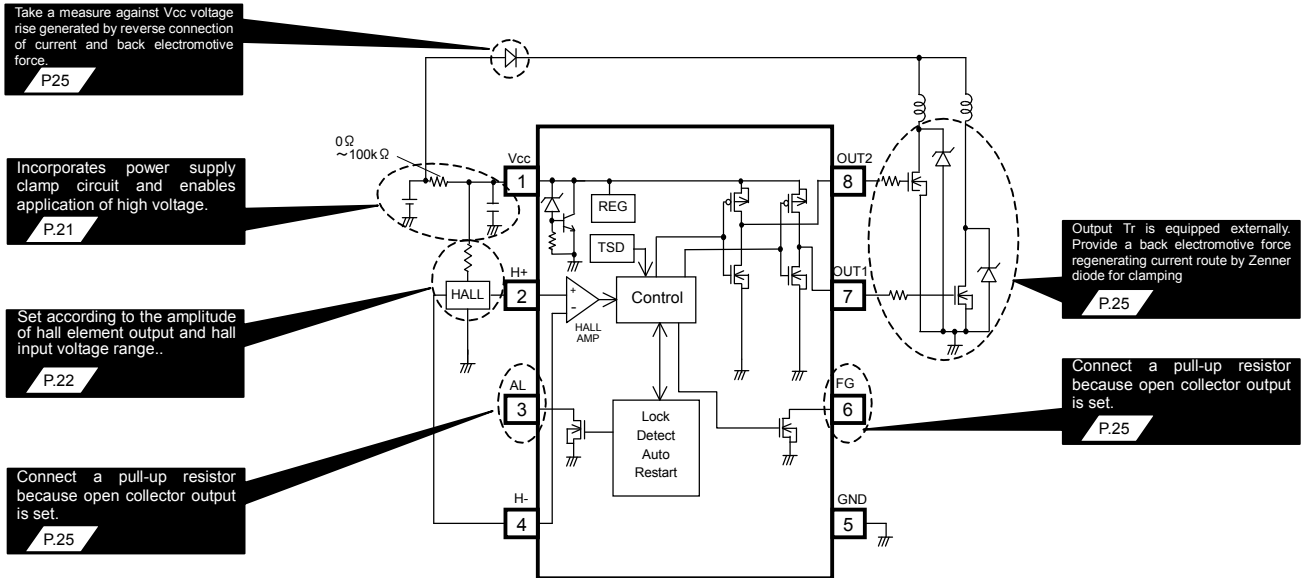 Take a measure against Vcc voltage
rise generated by reverse connection
of current and back electromotive
force.
P25
Incorporates power supply
clamp circuit and enables
application of high voltage.
P.21
Set according to the amplitude
of hall element output and hall
input voltage range..
P.22
Connect a pull-up resistor
because open collector output
is set.
P.25
0Ω
~100kΩ
HALL
Vcc
1
H+
2
AL
3
H-
4
REG
TSD
Control
+
-
HALL
AMP
Lock
Detect
Auto
Restart
OUT2
8
OUT1
7
FG
6
GND
5
Output Tr is equipped externally.
Provide a back electromotive force
regenerating current route by Zenner
diode for clamping
P.25
Connect a pull-up resistor
because open collector output
is set.
P.25